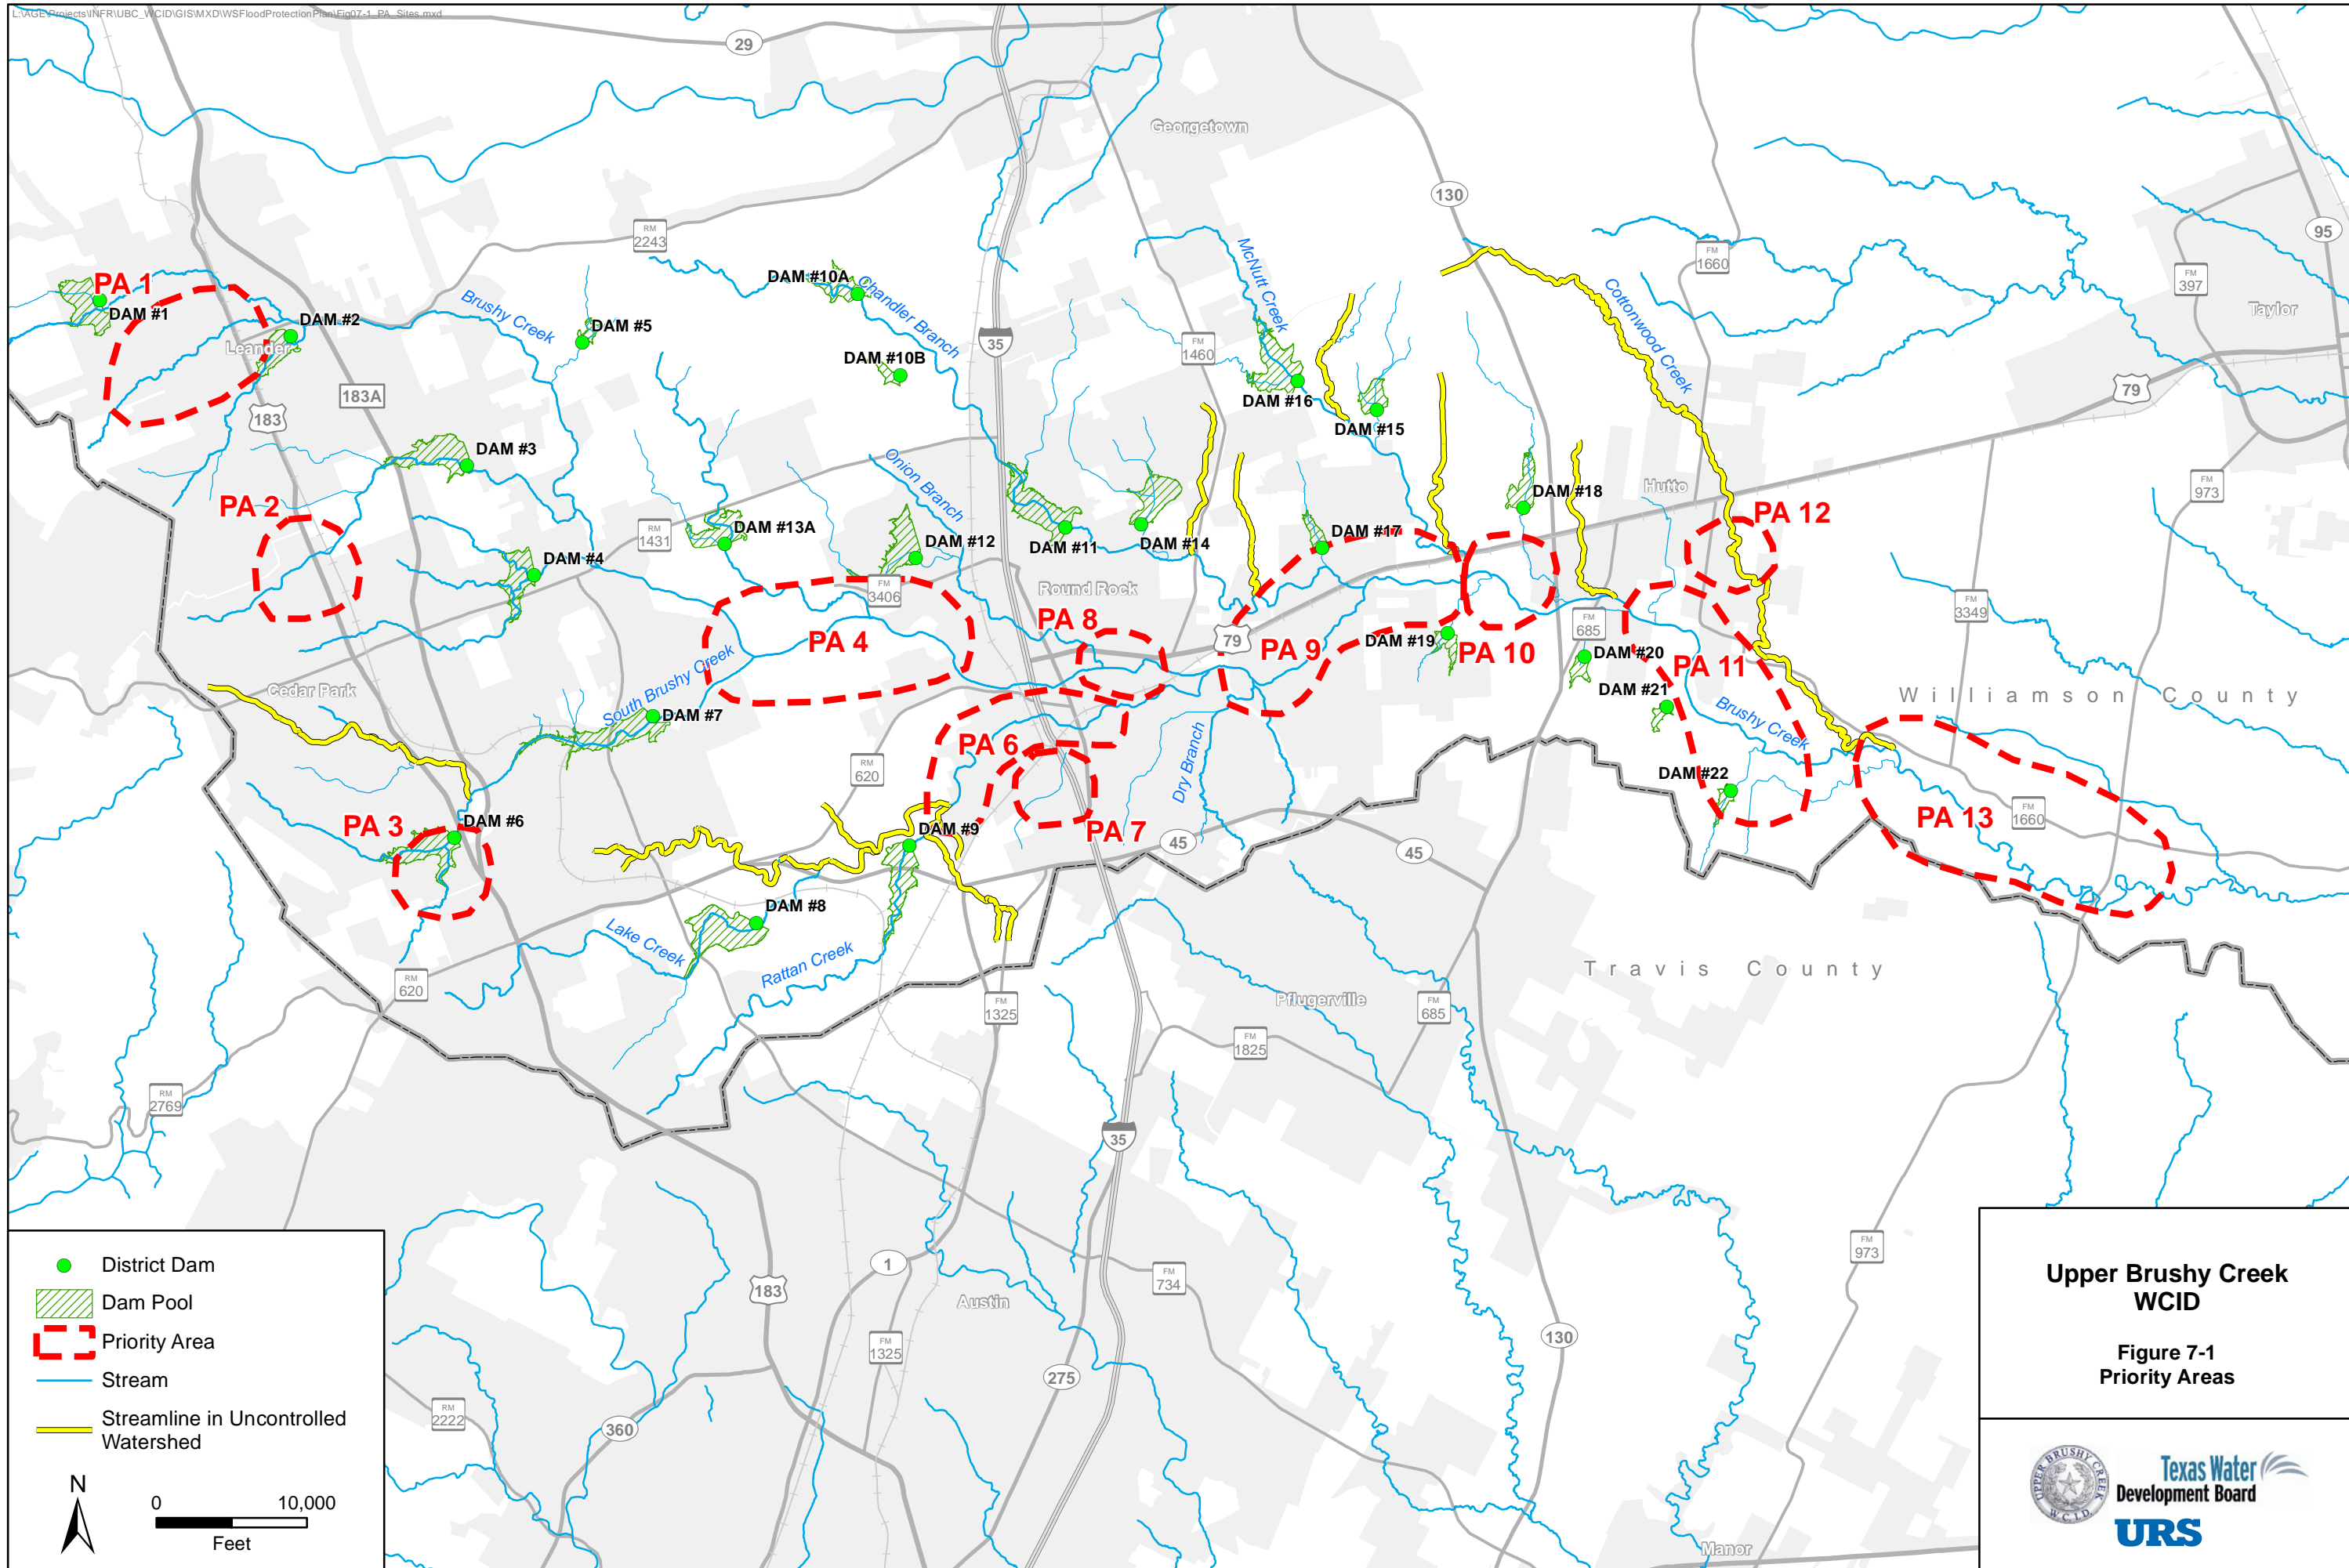 L:\AGE\Projects\INFR\UBC_WCID\GIS\MXD\WSFloodProtectionPlan\Fig07-1_PA_Sites.mxd
29
Georgetown
130
RM
2243
FM
1660
95
FM
397
Taylor
McNutt Creek
Cottonwood Creek
DAM #10A
Chandler Branch
PA 1
DAM #1
DAM #2
Leander
Brushy Creek
DAM #5
35
FM
1460
DAM #10B
183A
183
DAM #16
79
DAM #15
DAM #3
Onion Branch
PA 2
Hutto
FM
973
DAM #18
RM
1431
DAM #13A
DAM #12
DAM #11
DAM #14
DAM #17
PA 12
DAM #4
FM
3406
Round Rock
PA 8
FM
3349
FM
685
PA 4
79
PA 9
DAM #19
PA 10
DAM #20
PA 11
South Brushy Creek
Cedar Park
DAM #7
DAM #21
Williamson County
Brushy Creek
PA 6
Dry Branch
RM
620
DAM #22
PA 3
DAM #6
DAM #9
PA 7
45
45
PA 13
FM
1660
DAM #8
Lake Creek
Rattan Creek
RM
620
Travis County
FM
1325
Pflugerville
FM
685
FM
1825
RM
2769
35
1
183
FM
734
FM
973
Austin
FM
1325
130
275
RM
2222
360
Manor
District Dam
Dam Pool
Priority Area
Stream
Streamline in Uncontrolled
Watershed
N
0 10,000
Feet
Upper Brushy Creek
WCID
Figure 7-1
Priority Areas
UPPER BRUSHY CREEK
W.C.I.D.
Texas Water
Development Board
URS